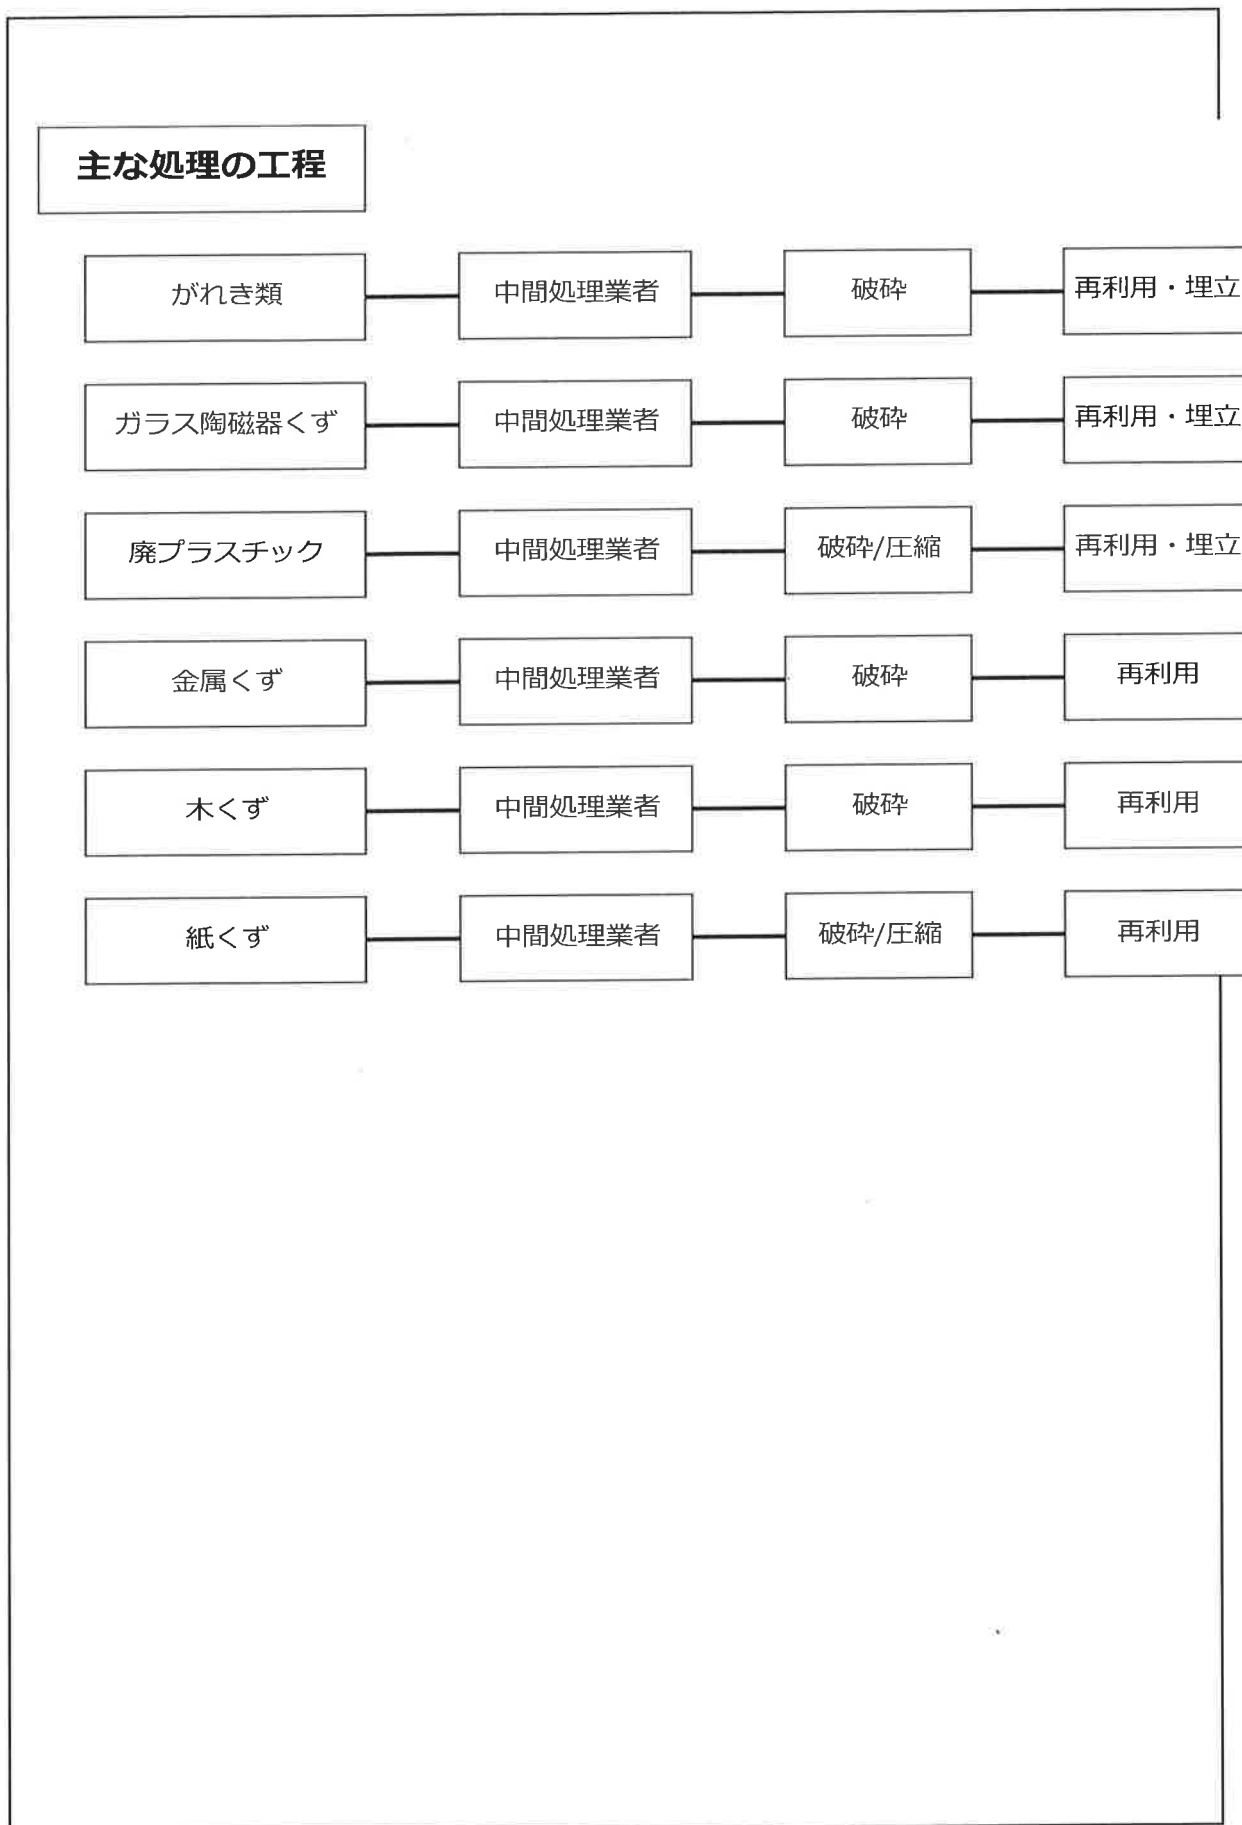 主な処理の工程
がれき類 中間処理業者 破砕 再利用・埋立
ガラス陶磁器くず 中間処理業者 破砕 再利用・埋立
廃プラスチック 中間処理業者 破砕/圧縮 再利用・埋立
金属くず 中間処理業者 破砕 再利用
木くず 中間処理業者 破砕 再利用
紙くず 中間処理業者 破砕/圧縮 再利用